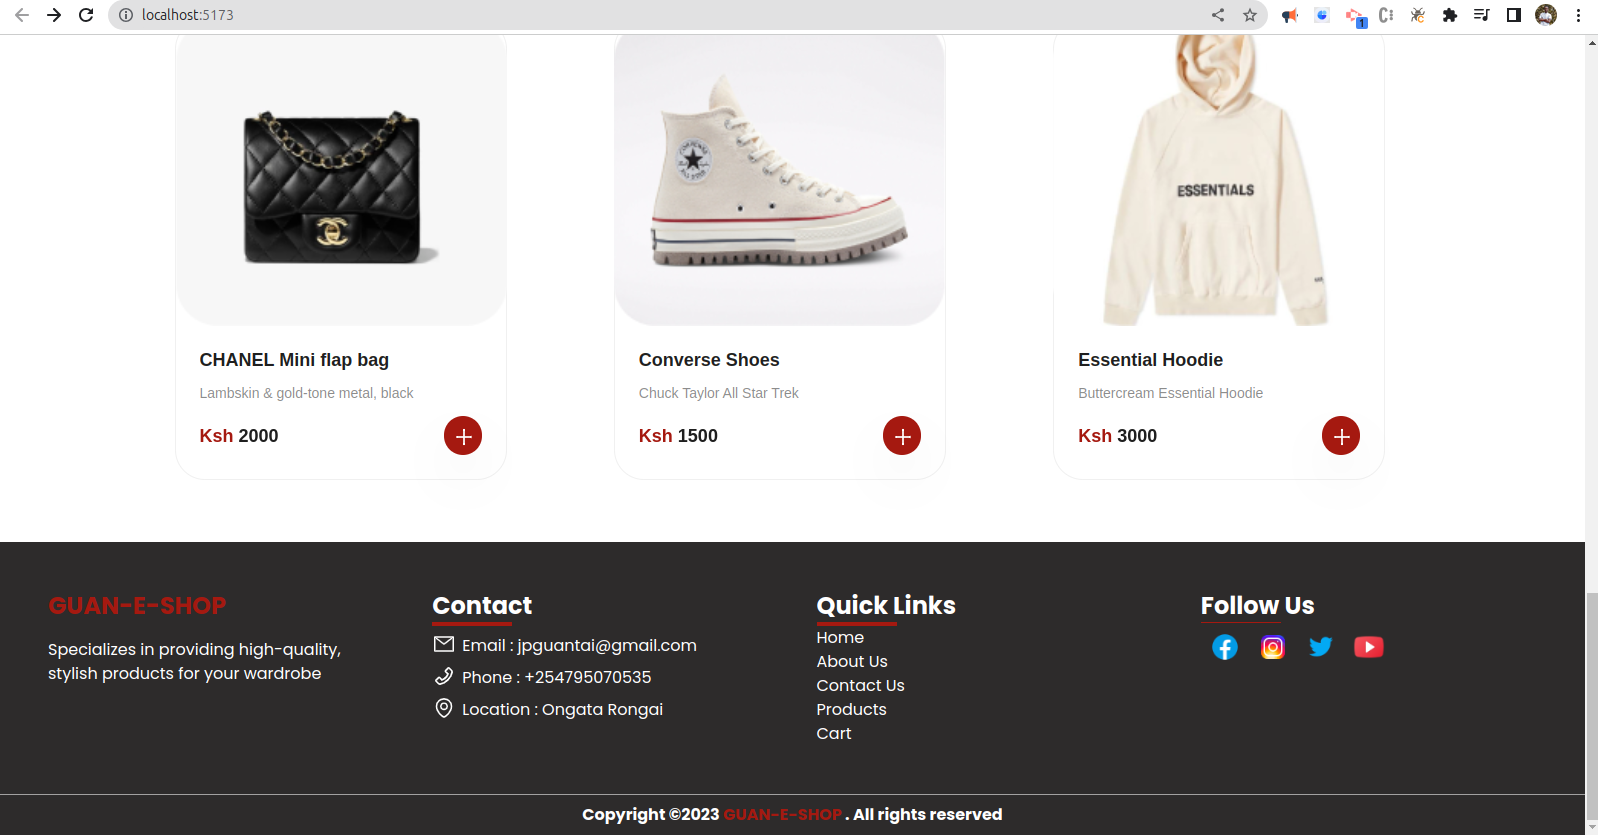 localhost:5173
1
CONVERSE
ESSENTIALS
CHANEL Mini flap bag
Lambskin & gold-tone metal, black
Ksh 2000
Converse Shoes
Chuck Taylor All Star Trek
Ksh 1500
Essential Hoodie
Buttercream Essential Hoodie
Ksh 3000
GUAN-E-SHOP
Specializes in providing high-quality,
stylish products for your wardrobe
Contact
Email : jpguantai@gmail.com
Phone : +254795070535
Location : Ongata Rongai
Quick Links
Home
About Us
Contact Us
Products
Cart
Follow Us
Copyright ©2023 GUAN-E-SHOP . All rights reserved